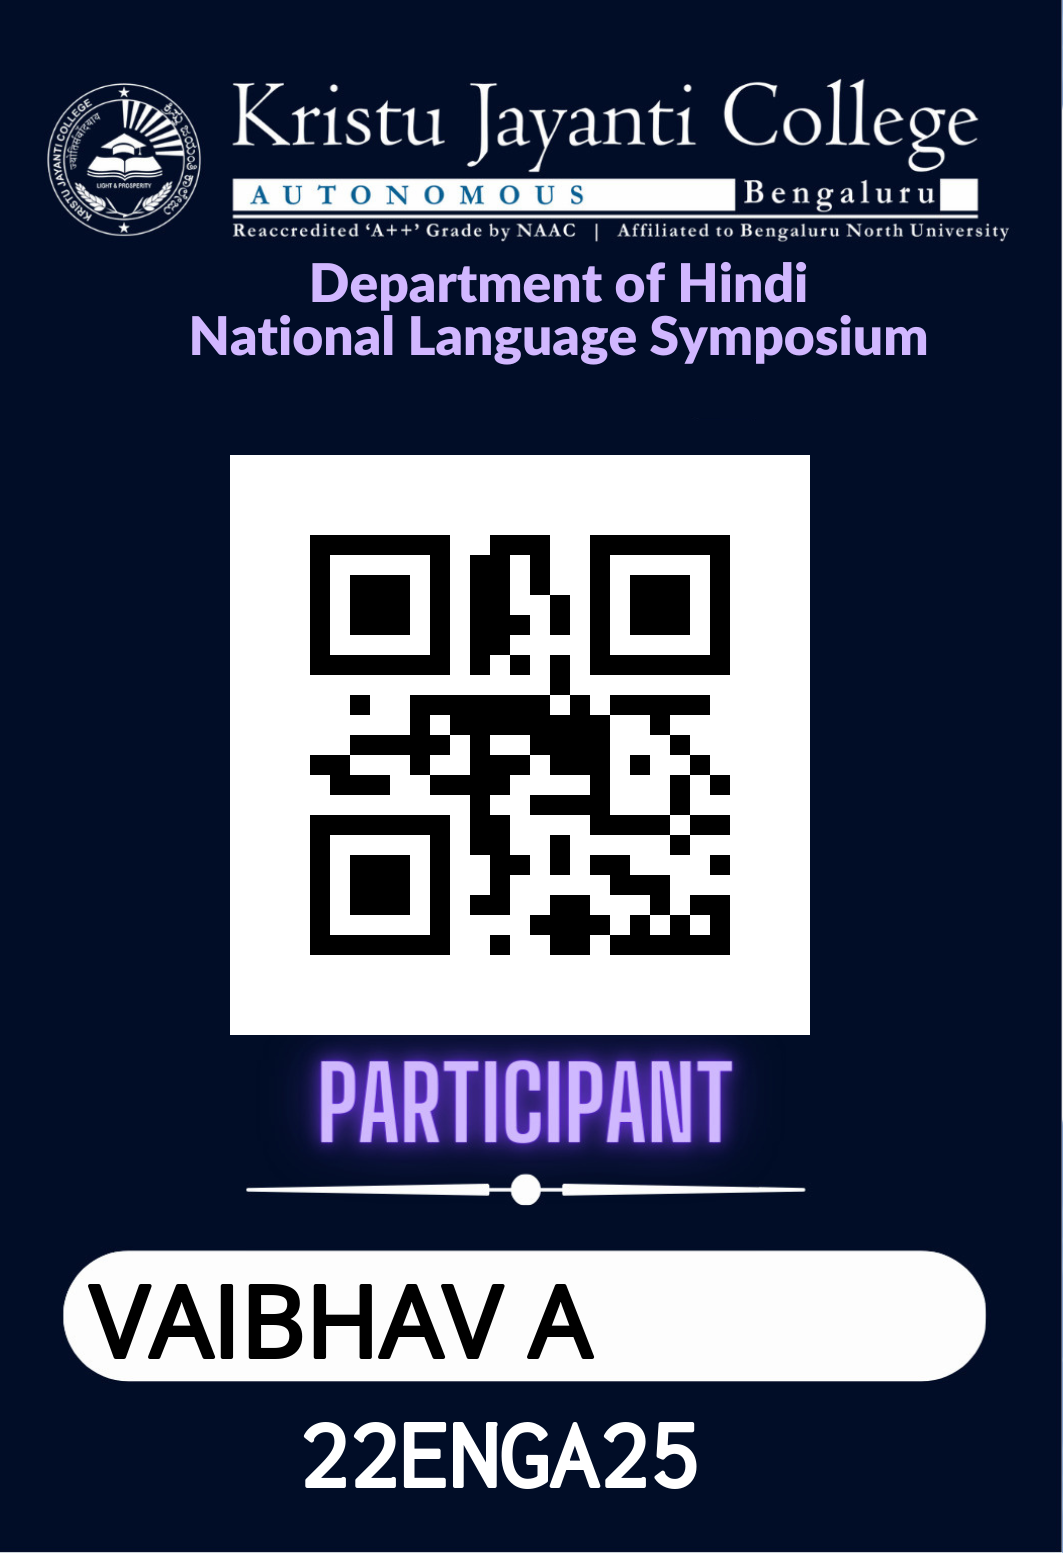 KRISTU JAYANTI COLLEGE
LIGHT & PROSPERITY
Kristu Jayanti College
AUTONOMOUS Bengaluru
Reaccredited ‘A++’ Grade by NAAC | Affiliated to Bengaluru North University
Department of Hindi
National Language Symposium
PARTICIPANT
VAIBHAV A
22ENGA25